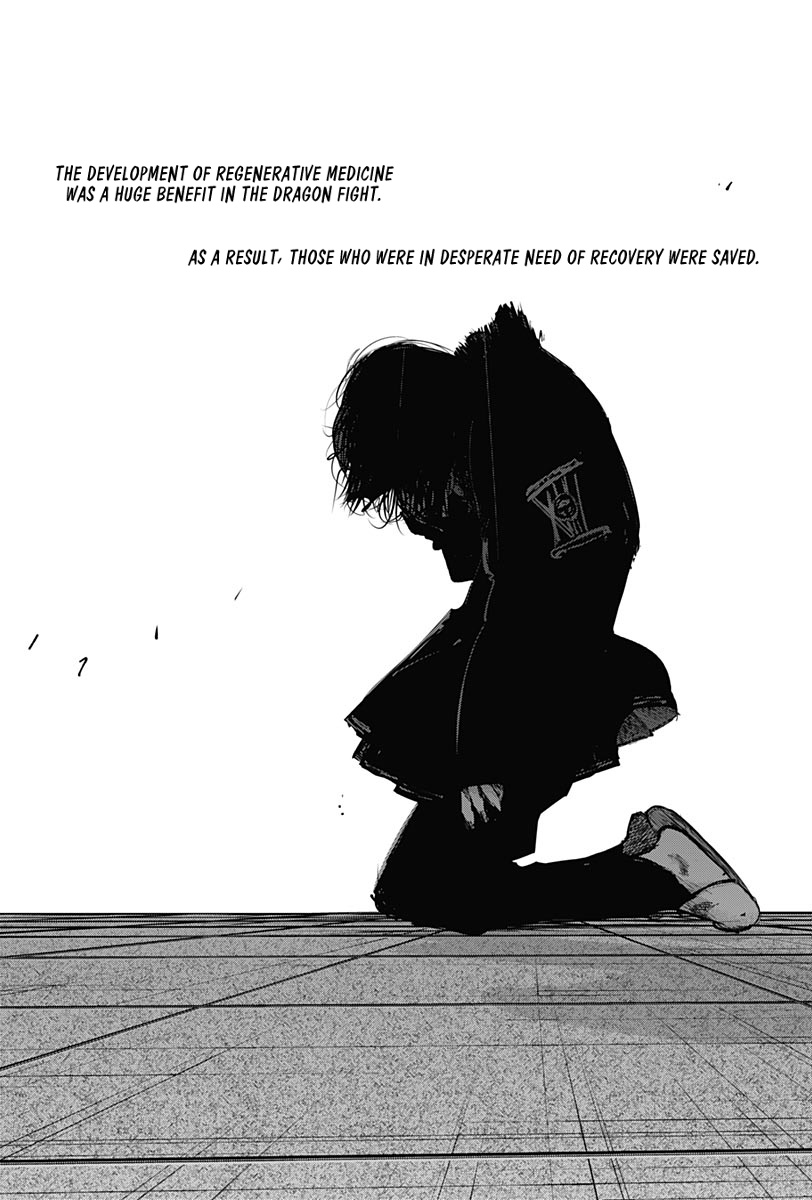 THE DEVELOPMENT OF REGENERATIVE MEDICINE
WAS A HUGE BENEFIT IN THE DRAGON FIGHT.
AS A RESULT, THOSE WHO WERE IN DESPERATE NEED OF RECOVERY WERE SAVED.